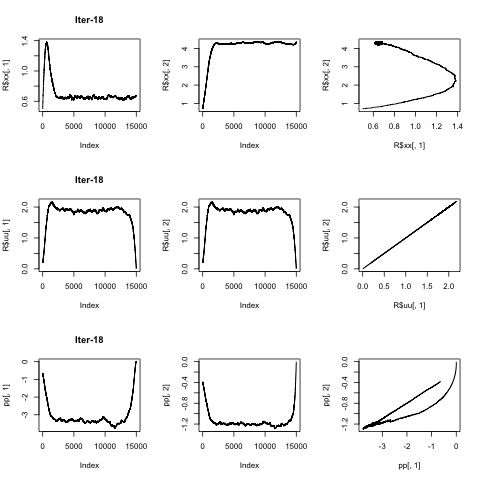 Iter-18
R$xx[, 1]
0.6 1.0 1.4
0 5000 10000 15000
Index
R$xx[, 2]
1 2 3 4
0 5000 10000 15000
Index
R$xx[, 2]
1 2 3 4
0.6 0.8 1.0 1.2 1.4
R$xx[, 1]
Iter-18
R$uu[, 1]
0.0 1.0 2.0
0 5000 10000 15000
Index
R$uu[, 2]
0.0 1.0 2.0
0 5000 10000 15000
Index
R$uu[, 2]
0.0 1.0 2.0
0.0 0.5 1.0 1.5 2.0
R$uu[, 1]
Iter-18
pp[, 1]
-3 -2 -1 0
0 5000 10000 15000
Index
pp[, 2]
-1.2 -0.8 -0.4 0.0
0 5000 10000 15000
Index
pp[, 2]
-1.2 -0.8 -0.4 0.0
-3 -2 -1 0
pp[, 1]